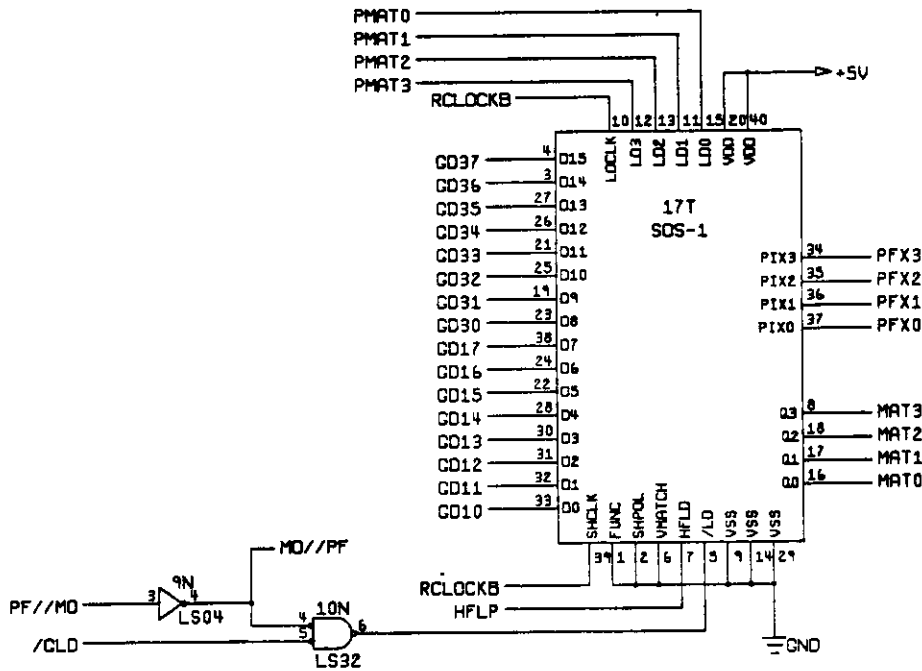 PMAT0
PMAT1
PMAT2
PMAT3
RCLOCKB
+5V
10 12 13 11 15 20 40
LDCLK LD3 LD2 LD1 LD0 VDD VDD
17T
SOS-1
GD37 4 D15
GD36 3 D14
GD35 27 D13
GD34 26 D12
GD33 21 D11
GD32 25 D10
GD31 19 D9
GD30 23 D8
GD17 38 D7
GD16 24 D6
GD15 22 D5
GD14 28 D4
GD13 30 D3
GD12 31 D2
GD11 32 D1
GD10 33 D0
PIX3 34 PFX3
PIX2 35 PFX2
PIX1 36 PFX1
PIX0 37 PFX0
Q3 8 MAT3
Q2 18 MAT2
Q1 17 MAT1
Q0 16 MAT0
SHCLK FUNC SHPOL VMATCH HFLD /LD VSS VSS VSS
39 1 2 6 7 5 9 14 29
RCLOCKB
HFLP
GND
MO//PF
9N
PF//MO 3 4
LS04
10N
/GLD 4 5 6
LS32